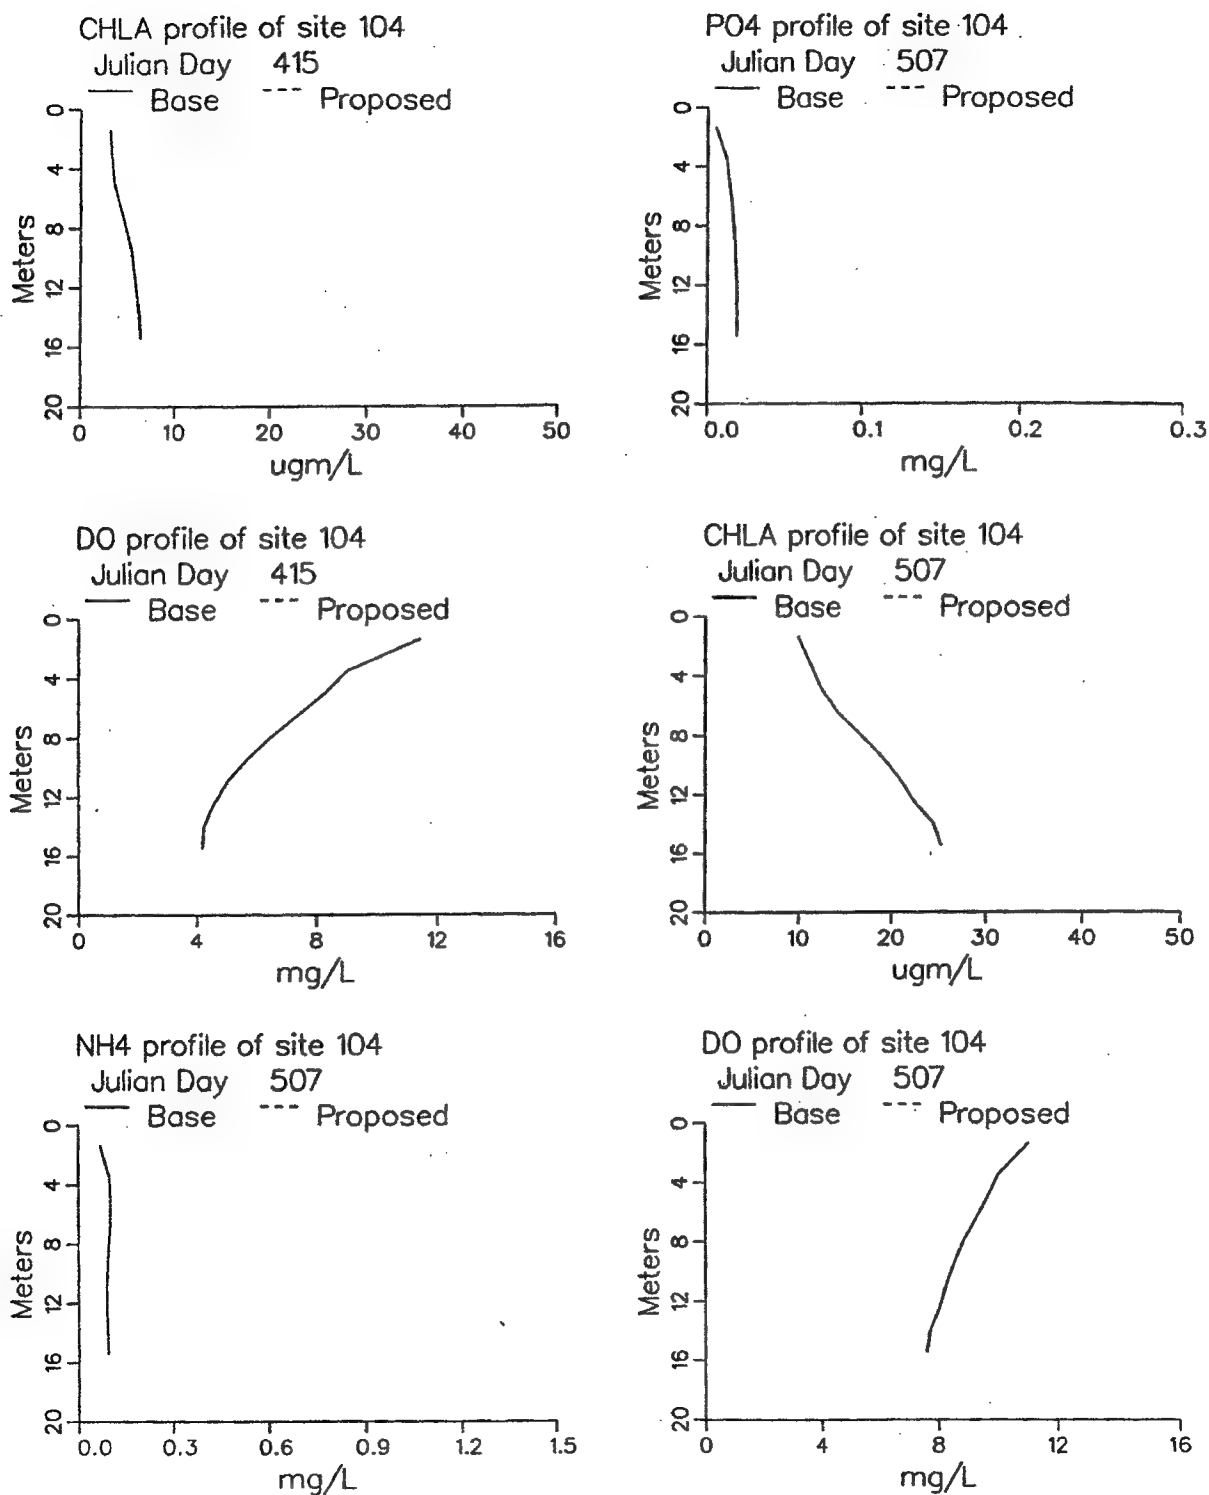 CHLA profile of site 104
Julian Day 415
Base Proposed
0
4
8
12
16
20
Meters
0 10 20 30 40 50
ugm/L
PO4 profile of site 104
Julian Day 507
Base Proposed
0
4
8
12
16
20
Meters
0.0 0.1 0.2 0.3
mg/L
DO profile of site 104
Julian Day 415
Base Proposed
0
4
8
12
16
20
Meters
0 4 8 12 16
mg/L
CHLA profile of site 104
Julian Day 507
Base Proposed
0
4
8
12
16
20
Meters
0 10 20 30 40 50
ugm/L
NH4 profile of site 104
Julian Day 507
Base Proposed
0
4
8
12
16
20
Meters
0.0 0.3 0.6 0.9 1.2 1.5
mg/L
DO profile of site 104
Julian Day 507
Base Proposed
0
4
8
12
16
20
Meters
0 4 8 12 16
mg/L